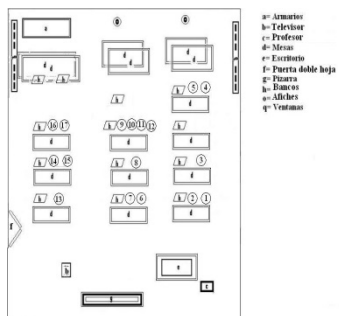 a= Armarios
b= Televisor
c= Profesor
d= Mesas
e= Escritorio
f= Puerta doble hoja
g= Pizarra
h= Bancos
o= Afiches
q= Ventanas
a
d d
d d
d d
h h
h 5 4
h
d
h 16 17
h 9 10 11 12
h
d d d
h 14 15
h 8
h 3
d d d
h 13
h 7 6
h 2 1
d d d
f
b
e
c